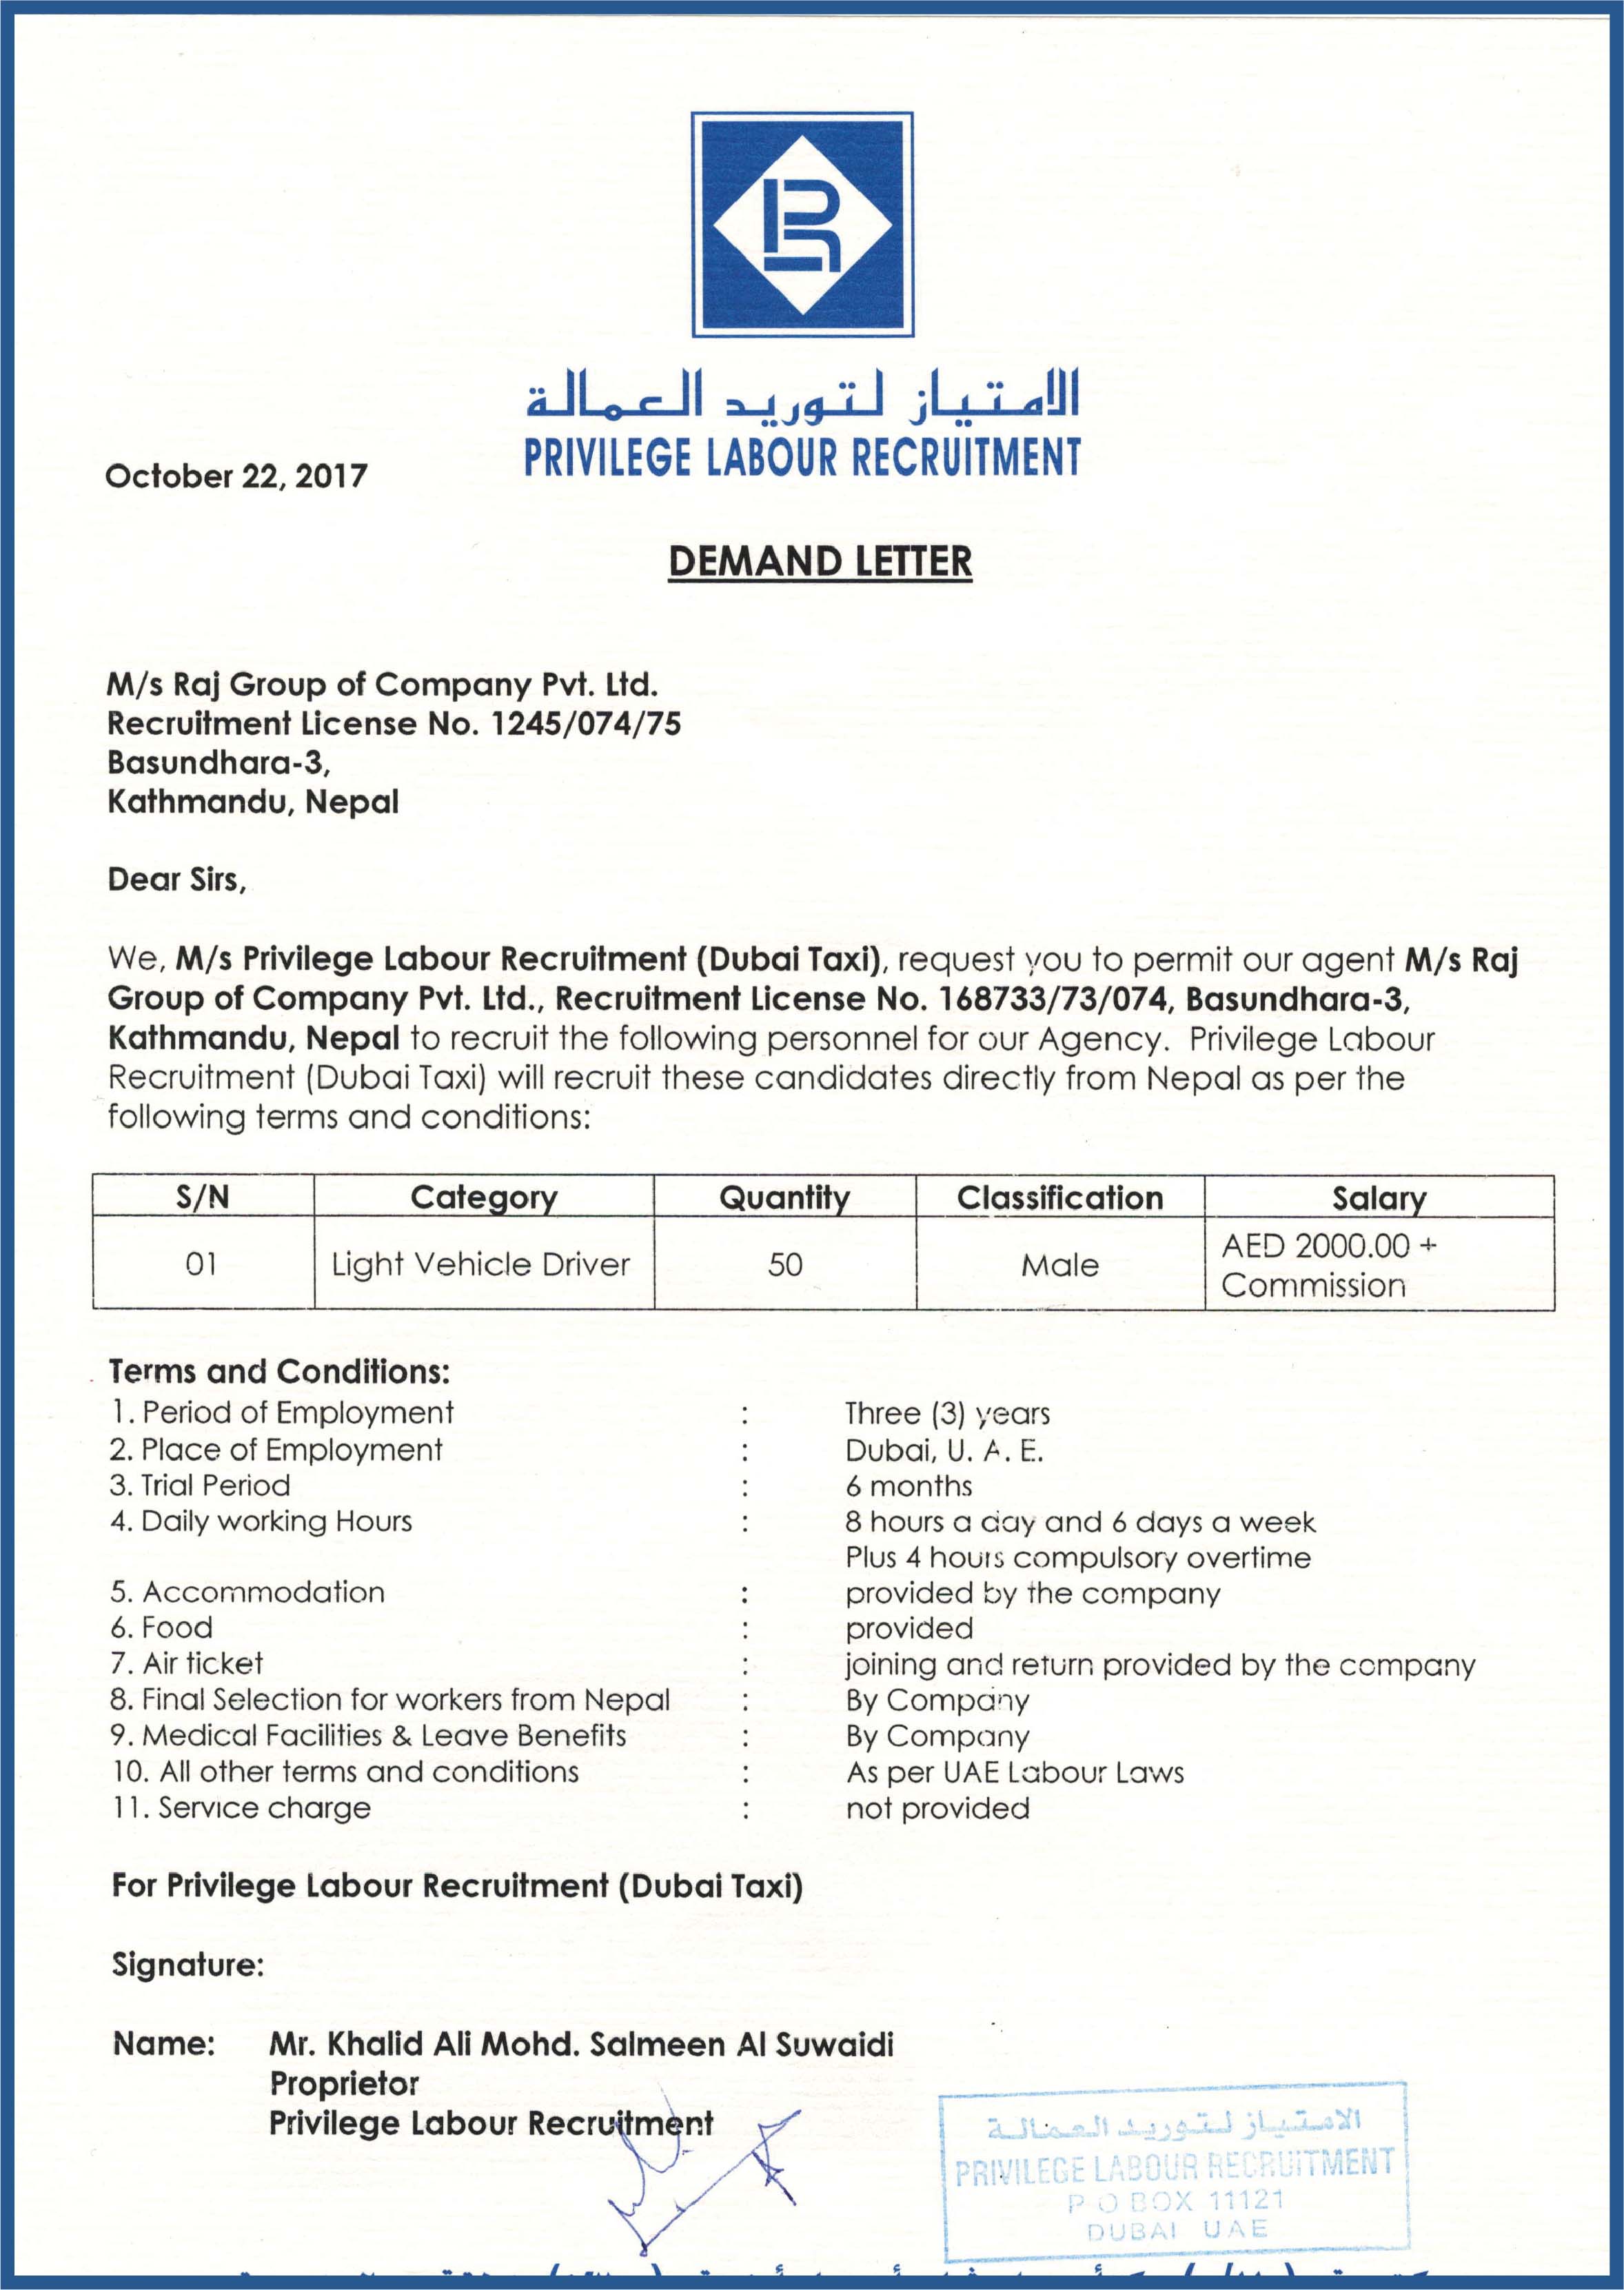 الامتياز لتوريد العمالة
PRIVILEGE LABOUR RECRUITMENT
October 22, 2017
DEMAND LETTER
M/s Raj Group of Company Pvt. Ltd.
Recruitment License No. 1245/074/75
Basundhara-3,
Kathmandu, Nepal
Dear Sirs,
We, M/s Privilege Labour Recruitment (Dubai Taxi), request you to permit our agent M/s Raj
Group of Company Pvt. Ltd., Recruitment License No. 168733/73/074, Basundhara-3,
Kathmandu, Nepal to recruit the following personnel for our Agency. Privilege Labour
Recruitment (Dubai Taxi) will recruit these candidates directly from Nepal as per the
following terms and conditions:
S/N Category Quantity Classification Salary
01 Light Vehicle Driver 50 Male AED 2000.00 +
Commission
Terms and Conditions:
1. Period of Employment : Three (3) years
2. Place of Employment : Dubai, U. A. E.
3. Trial Period : 6 months
4. Daily working Hours : 8 hours a day and 6 days a week
Plus 4 hours compulsory overtime
5. Accommodation : provided by the company
6. Food : provided
7. Air ticket : joining and return provided by the company
8. Final Selection for workers from Nepal : By Company
9. Medical Facilities & Leave Benefits : By Company
10. All other terms and conditions : As per UAE Labour Laws
11. Service charge : not provided
For Privilege Labour Recruitment (Dubai Taxi)
Signature:
Name: Mr. Khalid Ali Mohd. Salmeen Al Suwaidi
Proprietor
Privilege Labour Recruitment
الامتياز لتوريد العمالة
PRIVILEGE LABOUR RECRUITMENT
P O BOX 11121
DUBAI UAE